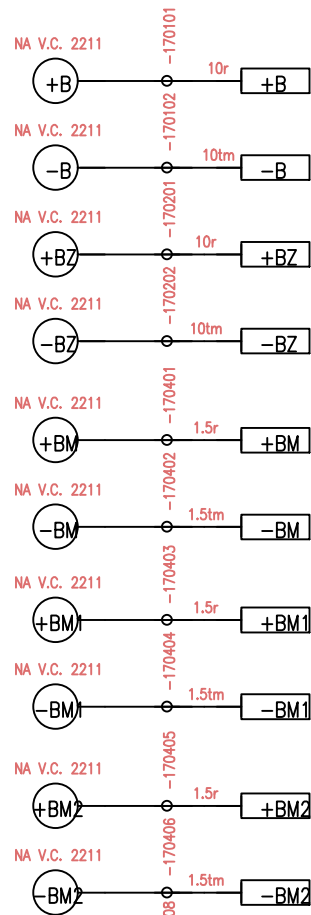 NA V.C. 2211
-170101
10r
+B
+B
NA V.C. 2211
-170102
10tm
-B
-B
NA V.C. 2211
-170201
10r
+BZ
+BZ
NA V.C. 2211
-170202
10tm
-BZ
-BZ
NA V.C. 2211
-170401
1.5r
+BM
+BM
NA V.C. 2211
-170402
1.5tm
-BM
-BM
NA V.C. 2211
-170403
1.5r
+BM1
+BM1
NA V.C. 2211
-170404
1.5tm
-BM1
-BM1
NA V.C. 2211
-170405
1.5r
+BM2
+BM2
NA V.C. 2211
-170406
1.5tm
-BM2
-BM2
08